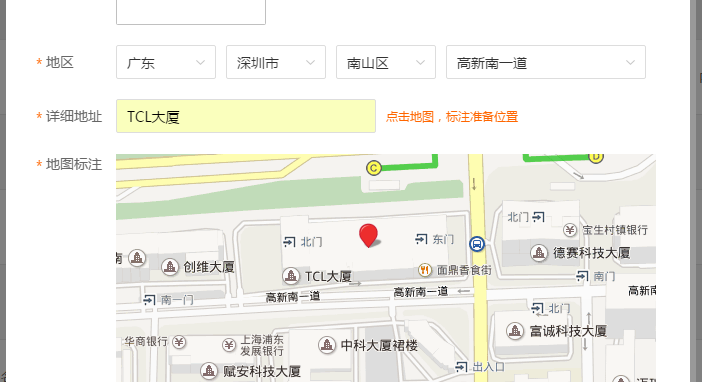 * 地区 广东 深圳市 南山区 高新南一道
* 详细地址 TCL大厦 点击地图，标注准备位置
* 地图标注
C D
北门 宝生村镇银行
北门 东门
南 创维大厦 德赛科技大厦
TCL大厦 面鼎香食街 南门
高新南一道 高新南一道 高新南
南一门 北门
华商银行 上海浦东发展银行 中科大厦裙楼 富诚科技大厦
出入口
赋安科技大厦